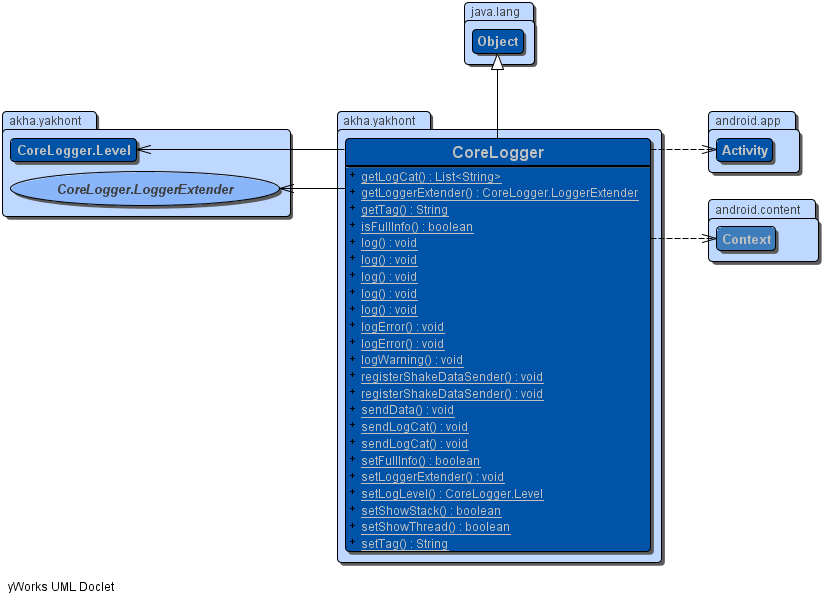 java.lang
Object
akha.yakhont
CoreLogger.Level
CoreLogger.LoggerExtender
akha.yakhont
CoreLogger
+ getLogCat() : List<String>
+ getLoggerExtender() : CoreLogger.LoggerExtender
+ getTag() : String
+ isFullInfo() : boolean
+ log() : void
+ log() : void
+ log() : void
+ log() : void
+ log() : void
+ logError() : void
+ logError() : void
+ logWarning() : void
+ registerShakeDataSender() : void
+ registerShakeDataSender() : void
+ sendData() : void
+ sendLogCat() : void
+ sendLogCat() : void
+ setFullInfo() : boolean
+ setLoggerExtender() : void
+ setLogLevel() : CoreLogger.Level
+ setShowStack() : boolean
+ setShowThread() : boolean
+ setTag() : String
android.app
Activity
android.content
Context
yWorks UML Doclet